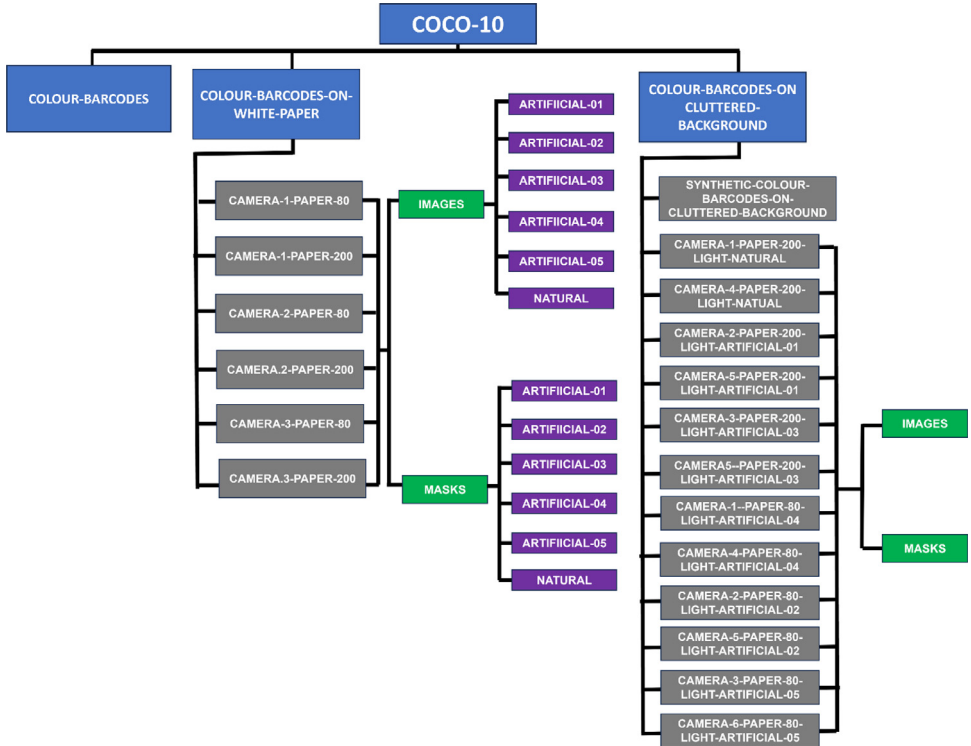 COCO-10
COLOUR-BARCODES
COLOUR-BARCODES-ON-
WHITE-PAPER
COLOUR-BARCODES-ON
CLUTTERED-
BACKGROUND
CAMERA-1-PAPER-80
CAMERA-1-PAPER-200
CAMERA-2-PAPER-80
CAMERA.2-PAPER-200
CAMERA-3-PAPER-80
CAMERA.3-PAPER-200
IMAGES
MASKS
ARTIFIICIAL-01
ARTIFIICIAL-02
ARTIFIICIAL-03
ARTIFIICIAL-04
ARTIFIICIAL-05
NATURAL
ARTIFIICIAL-01
ARTIFIICIAL-02
ARTIFIICIAL-03
ARTIFIICIAL-04
ARTIFIICIAL-05
NATURAL
SYNTHETIC-COLOUR-
BARCODES-ON-
CLUTTERED-BACKGROUND
CAMERA-1-PAPER-200-
LIGHT-NATURAL
CAMERA-4-PAPER-200-
LIGHT-NATUAL
CAMERA-2-PAPER-200-
LIGHT-ARTIFICIAL-01
CAMERA-5-PAPER-200-
LIGHT-ARTIFICIAL-01
CAMERA-3-PAPER-200-
LIGHT-ARTIFICIAL-03
CAMERA5--PAPER-200-
LIGHT-ARTIFICIAL-03
CAMERA-1--PAPER-80-
LIGHT-ARTIFICIAL-04
CAMERA-4-PAPER-80-
LIGHT-ARTIFICIAL-04
CAMERA-2-PAPER-80-
LIGHT-ARTIFICIAL-02
CAMERA-5-PAPER-80-
LIGHT-ARTIFICIAL-02
CAMERA-3-PAPER-80-
LIGHT-ARTIFICIAL-05
CAMERA-6-PAPER-80-
LIGHT-ARTIFICIAL-05
IMAGES
MASKS